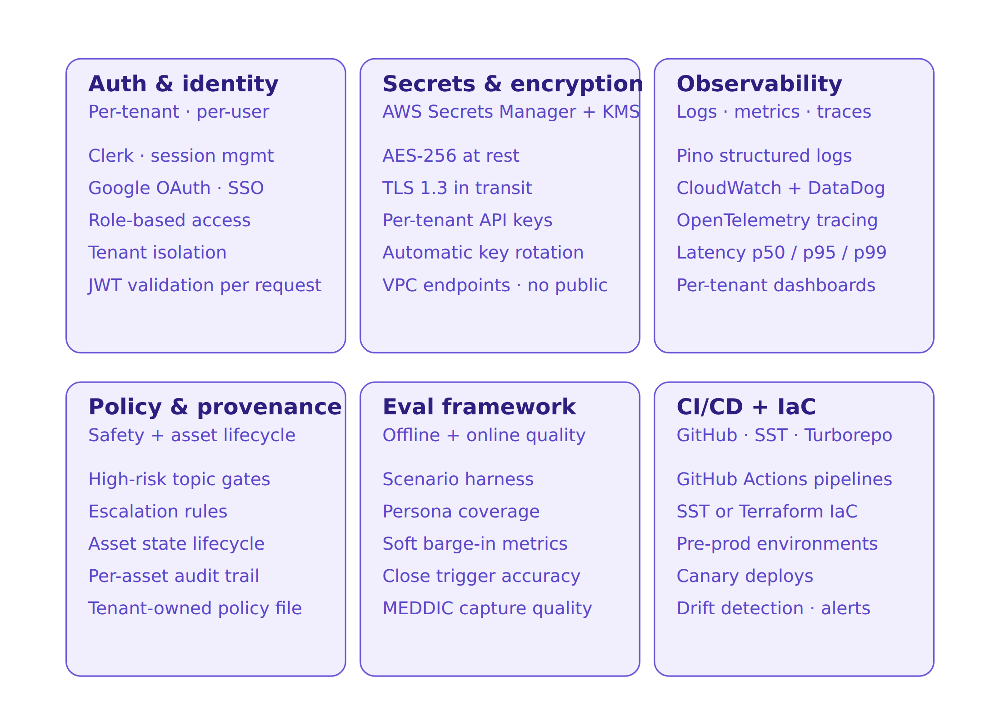 Auth & identity
Per-tenant · per-user
Clerk · session mgmt
Google OAuth · SSO
Role-based access
Tenant isolation
JWT validation per request
Secrets & encryption
AWS Secrets Manager + KMS
AES-256 at rest
TLS 1.3 in transit
Per-tenant API keys
Automatic key rotation
VPC endpoints · no public
Observability
Logs · metrics · traces
Pino structured logs
CloudWatch + DataDog
OpenTelemetry tracing
Latency p50 / p95 / p99
Per-tenant dashboards
Policy & provenance
Safety + asset lifecycle
High-risk topic gates
Escalation rules
Asset state lifecycle
Per-asset audit trail
Tenant-owned policy file
Eval framework
Offline + online quality
Scenario harness
Persona coverage
Soft barge-in metrics
Close trigger accuracy
MEDDIC capture quality
CI/CD + IaC
GitHub · SST · Turborepo
GitHub Actions pipelines
SST or Terraform IaC
Pre-prod environments
Canary deploys
Drift detection · alerts